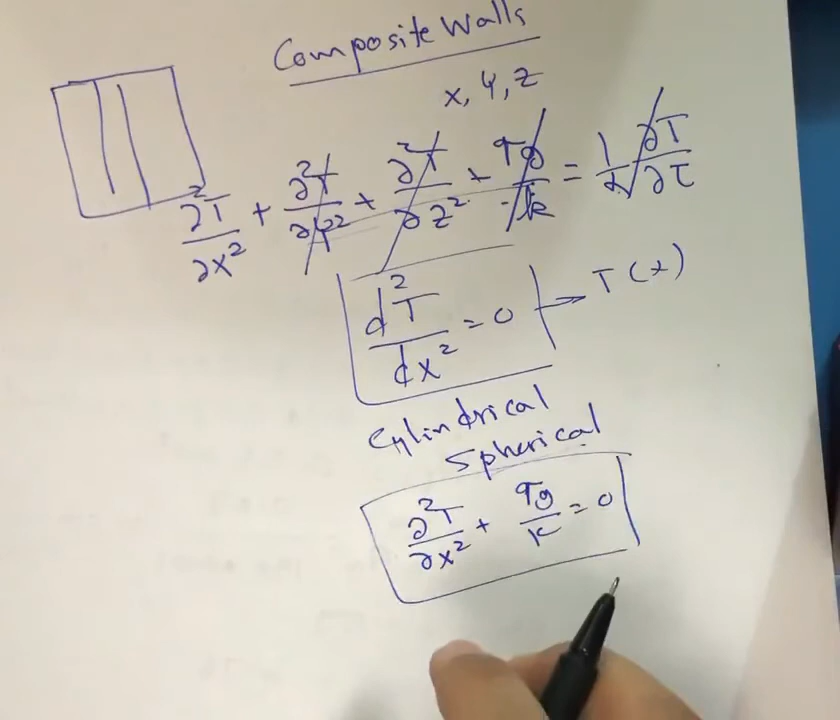 Composite Walls
x, y, z
∂²T/∂x² + ∂²T/∂y² + ∂²T/∂z² + qg/k = 1/α ∂T/∂τ
d²T/dx² = 0 → T(x)
Cylindrical
Spherical
∂²T/∂x² + qg/k = 0